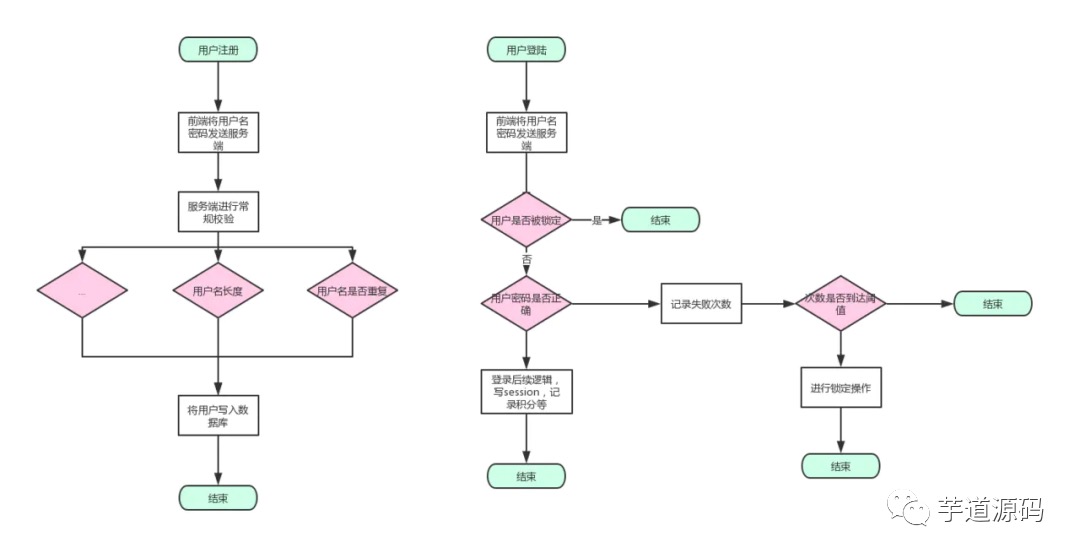 用户注册
前端将用户名
密码发送服务
端
服务端进行常
规校验
...
用户名长度
用户名是否重复
将用户写入数
据库
结束
用户登陆
前端将用户名
密码发送服务
端
用户是否被锁定
是
结束
否
用户密码是否正
确
记录失败次数
次数是否到达阈
值
结束
登录后续逻辑，
写session，记
录积分等
进行锁定操作
结束
结束
芋道源码